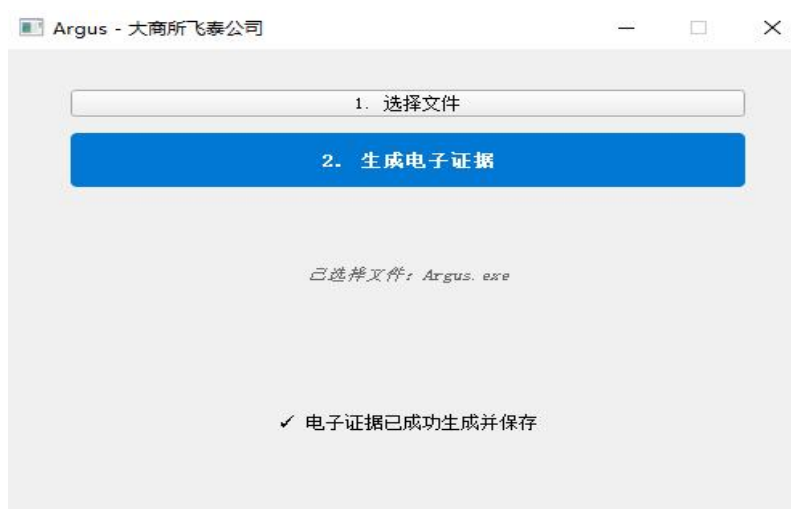 Argus - 大商所飞泰公司
1. 选择文件
2. 生成电子证据
已选择文件: Argus.exe
✓ 电子证据已成功生成并保存